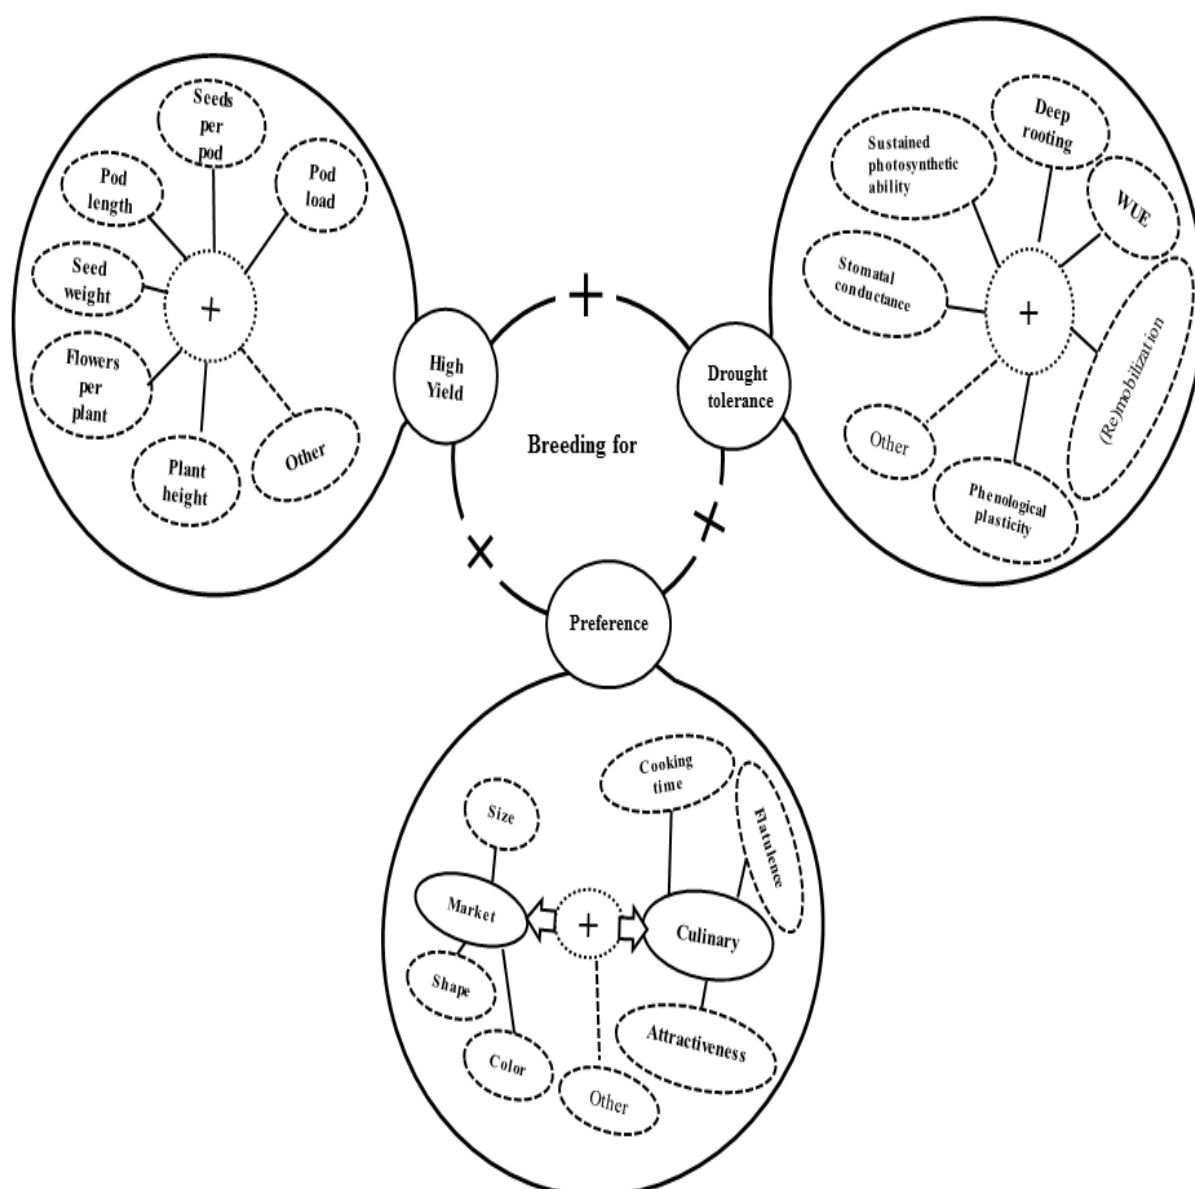 Seeds
per
pod
Pod
load
Pod
length
Seed
weight
+
Flowers
per
plant
Plant
height
Other
High
Yield
+
Breeding for
Drought
tolerance
+
+
Deep
rooting
Sustained
photosynthetic
ability
WUE
Stomatal
conductance
+
(Re)mobilization
Other
Phenological
plasticity
Preference
Cooking
time
Flatulence
Size
Market
+
Culinary
Shape
Color
Attractiveness
Other